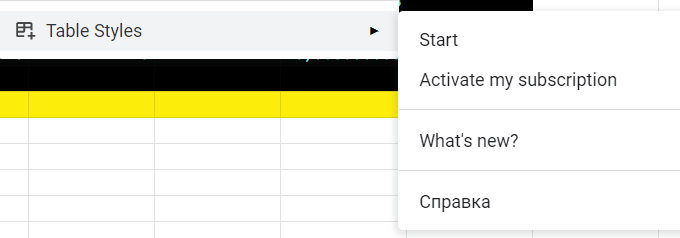 Table Styles
Start
Activate my subscription
What's new?
Справка